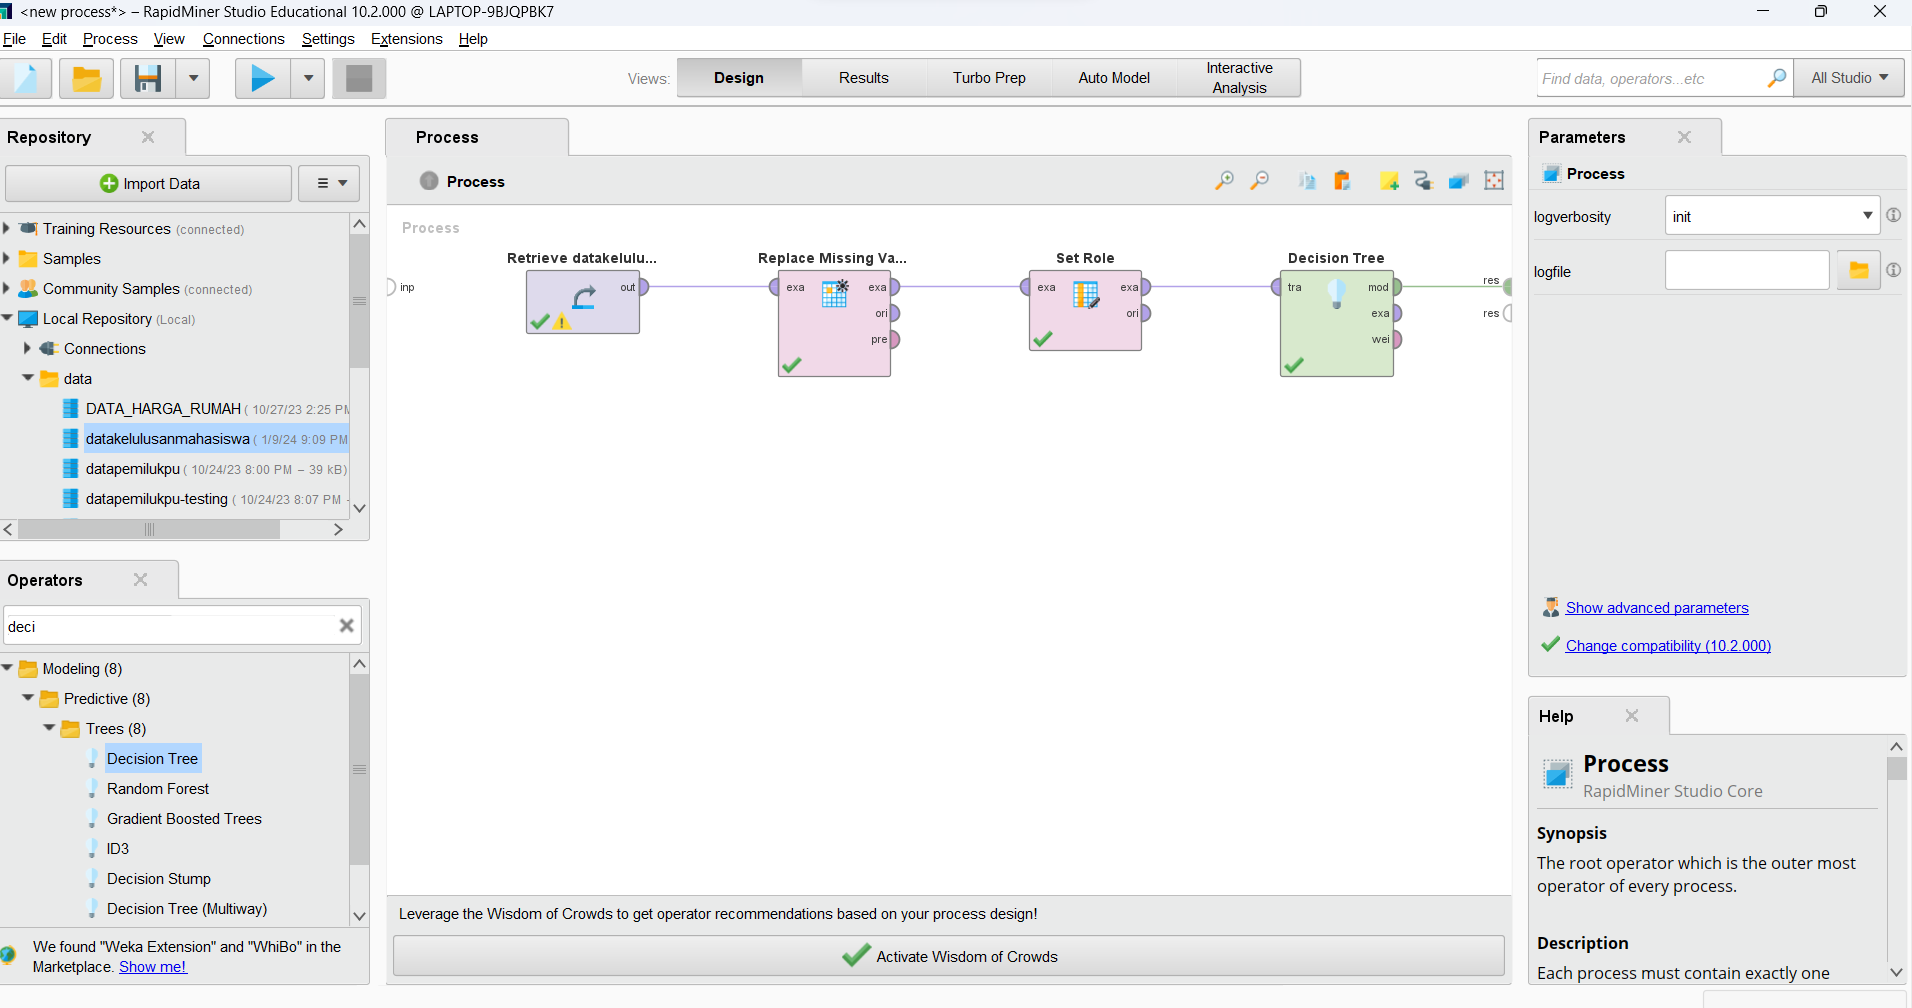 <new process*> – RapidMiner Studio Educational 10.2.000 @ LAPTOP-9BJQPBK7
File Edit Process View Connections Settings Extensions Help
Views: Design Results Turbo Prep Auto Model Interactive Analysis
Find data, operators...etc
All Studio
Repository
Import Data
Training Resources (connected)
Samples
Community Samples (connected)
Local Repository (Local)
Connections
data
DATA_HARGA_RUMAH ( 10/27/23 2:25 PM
datakelulusanmahasiswa ( 1/9/24 9:09 PM
datapemilukpu ( 10/24/23 8:00 PM – 39 kB)
datapemilukpu-testing ( 10/24/23 8:07 PM -
Operators
deci
Modeling (8)
Predictive (8)
Trees (8)
Decision Tree
Random Forest
Gradient Boosted Trees
ID3
Decision Stump
Decision Tree (Multiway)
We found "Weka Extension" and "WhiBo" in the
Marketplace. Show me!
Process
Process
Process
inp
Retrieve datakelulu...
out
Replace Missing Va...
exa exa
ori
pre
Set Role
exa exa
ori
Decision Tree
tra mod
exa
wei
res
res
Leverage the Wisdom of Crowds to get operator recommendations based on your process design!
Activate Wisdom of Crowds
Parameters
Process
logverbosity init
logfile
Show advanced parameters
Change compatibility (10.2.000)
Help
Process
RapidMiner Studio Core
Synopsis
The root operator which is the outer most
operator of every process.
Description
Each process must contain exactly one